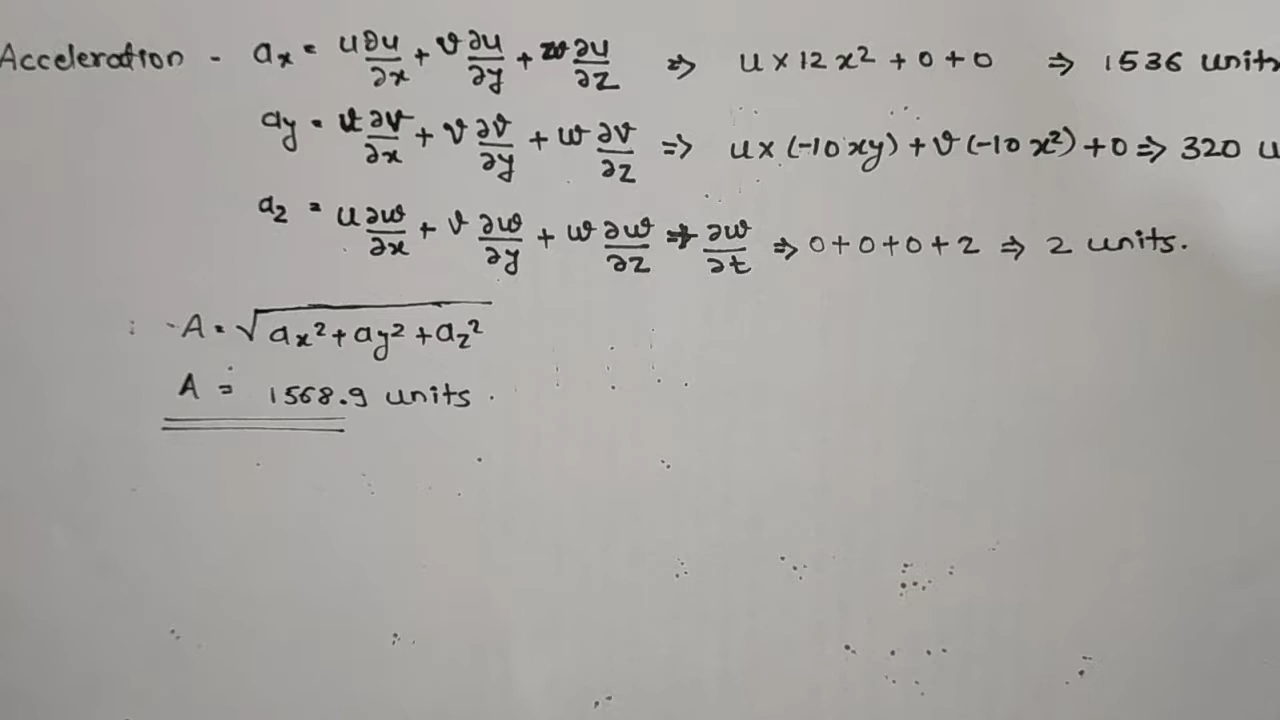 Acceleration - ax = u∂u/∂x + v∂u/∂y + w∂u/∂z ⇒ u × 12x² + 0 + 0 ⇒ 1536 units
ay = u∂v/∂x + v∂v/∂y + w∂v/∂z ⇒ u × (-10xy) + v(-10x²) + 0 ⇒ 320 u
az = u∂w/∂x + v∂w/∂y + w∂w/∂z + ∂w/∂t ⇒ 0 + 0 + 0 + 2 ⇒ 2 units.
A = √ax² + ay² + az²
A = 1568.9 units.